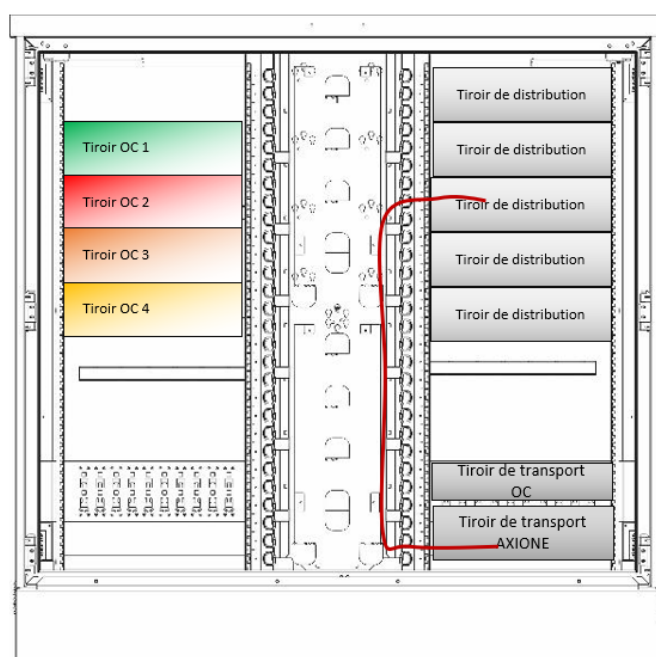 Tiroir OC 1
Tiroir OC 2
Tiroir OC 3
Tiroir OC 4
Tiroir de distribution
Tiroir de distribution
Tiroir de distribution
Tiroir de distribution
Tiroir de distribution
Tiroir de transport
OC
Tiroir de transport
AXIONE